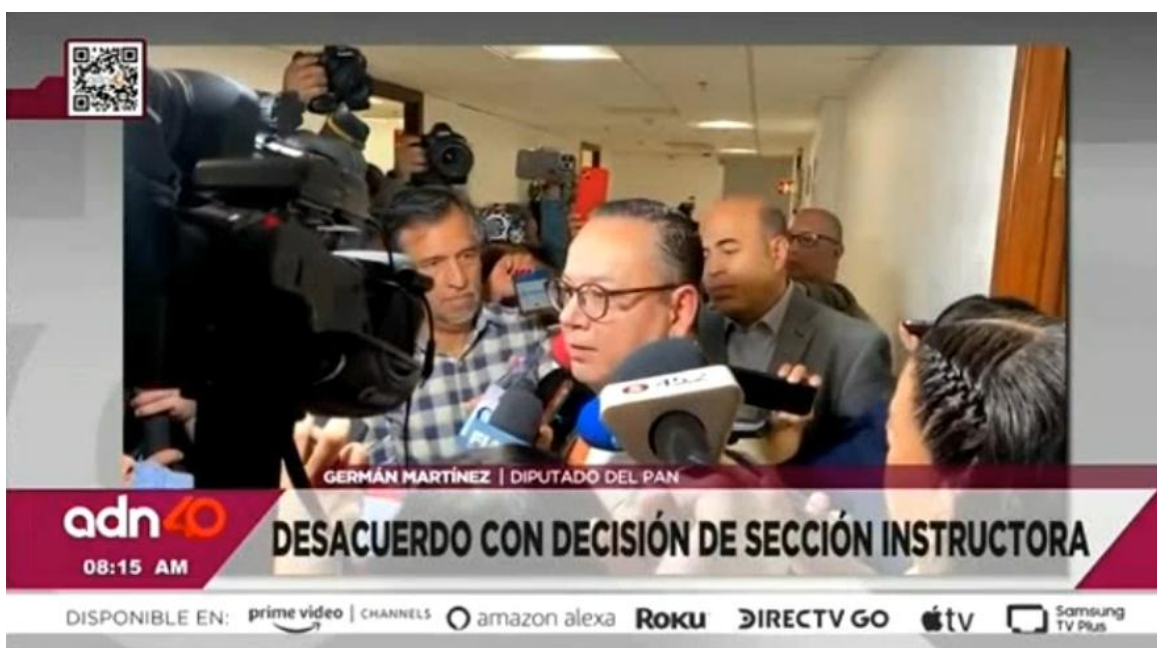 GERMÁN MARTÍNEZ | DIPUTADO DEL PAN
adn40
DESACUERDO CON DECISIÓN DE SECCIÓN INSTRUCTORA
08:15 AM
DISPONIBLE EN: prime video | CHANNELS amazon alexa Roku DIRECTV GO tv Samsung TV Plus